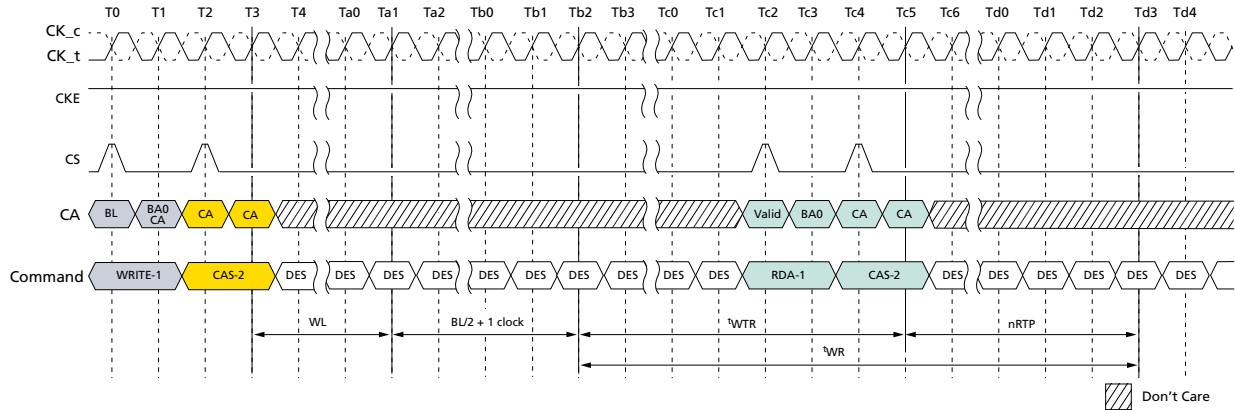 T0 T1 T2 T3 T4 Ta0 Ta1 Ta2 Tb0 Tb1 Tb2 Tb3 Tc0 Tc1 Tc2 Tc3 Tc4 Tc5 Tc6 Td0 Td1 Td2 Td3 Td4
CK_c
CK_t
CKE
CS
CA BL BA0 CA CA CA Valid BA0 CA CA
Command WRITE-1 CAS-2 DES DES DES DES DES DES DES DES DES DES RDA-1 CAS-2 DES DES DES DES DES DES
WL BL/2 + 1 clock tWTR nRTP
tWR
Don't Care